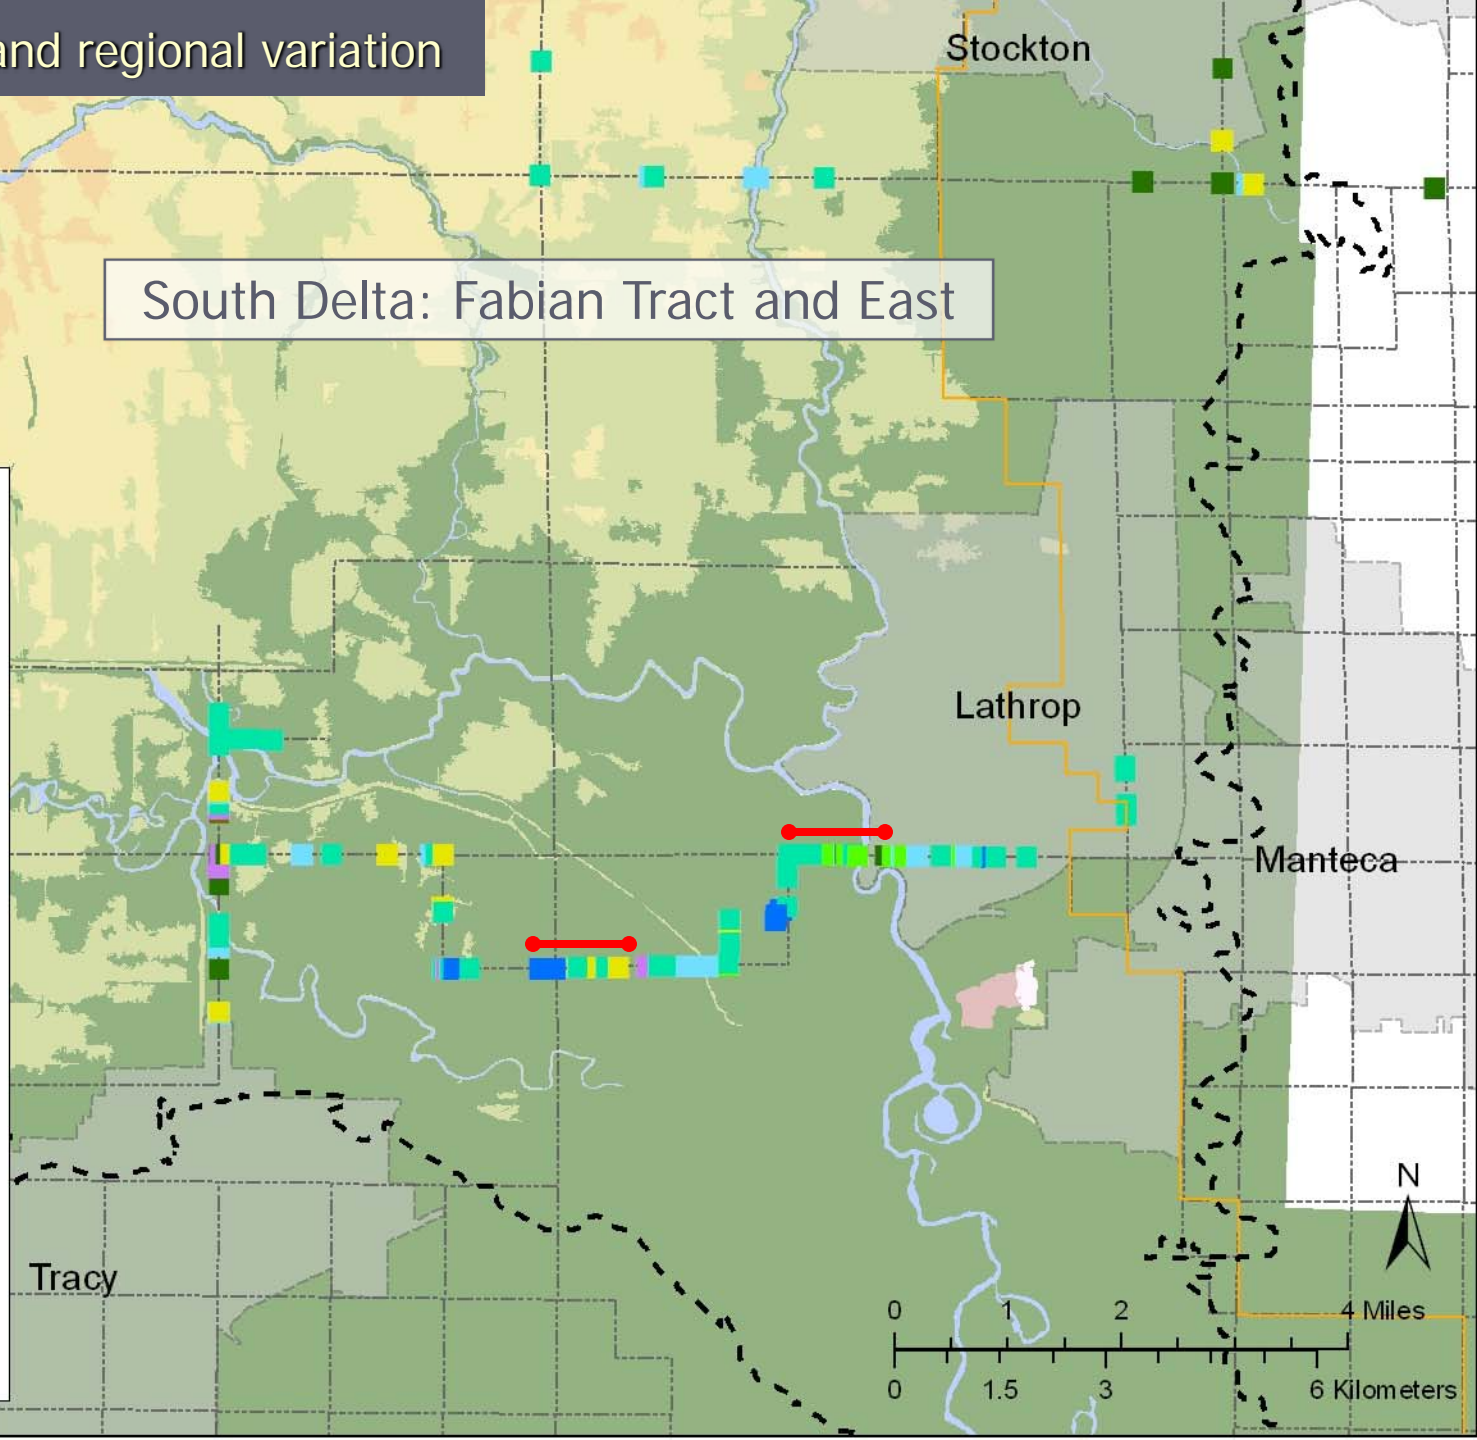 and regional variation
Stockton
South Delta: Fabian Tract and East
Lathrop
Manteca
N
Tracy
0 1 2 4 Miles
0 1.5 3 6 Kilometers